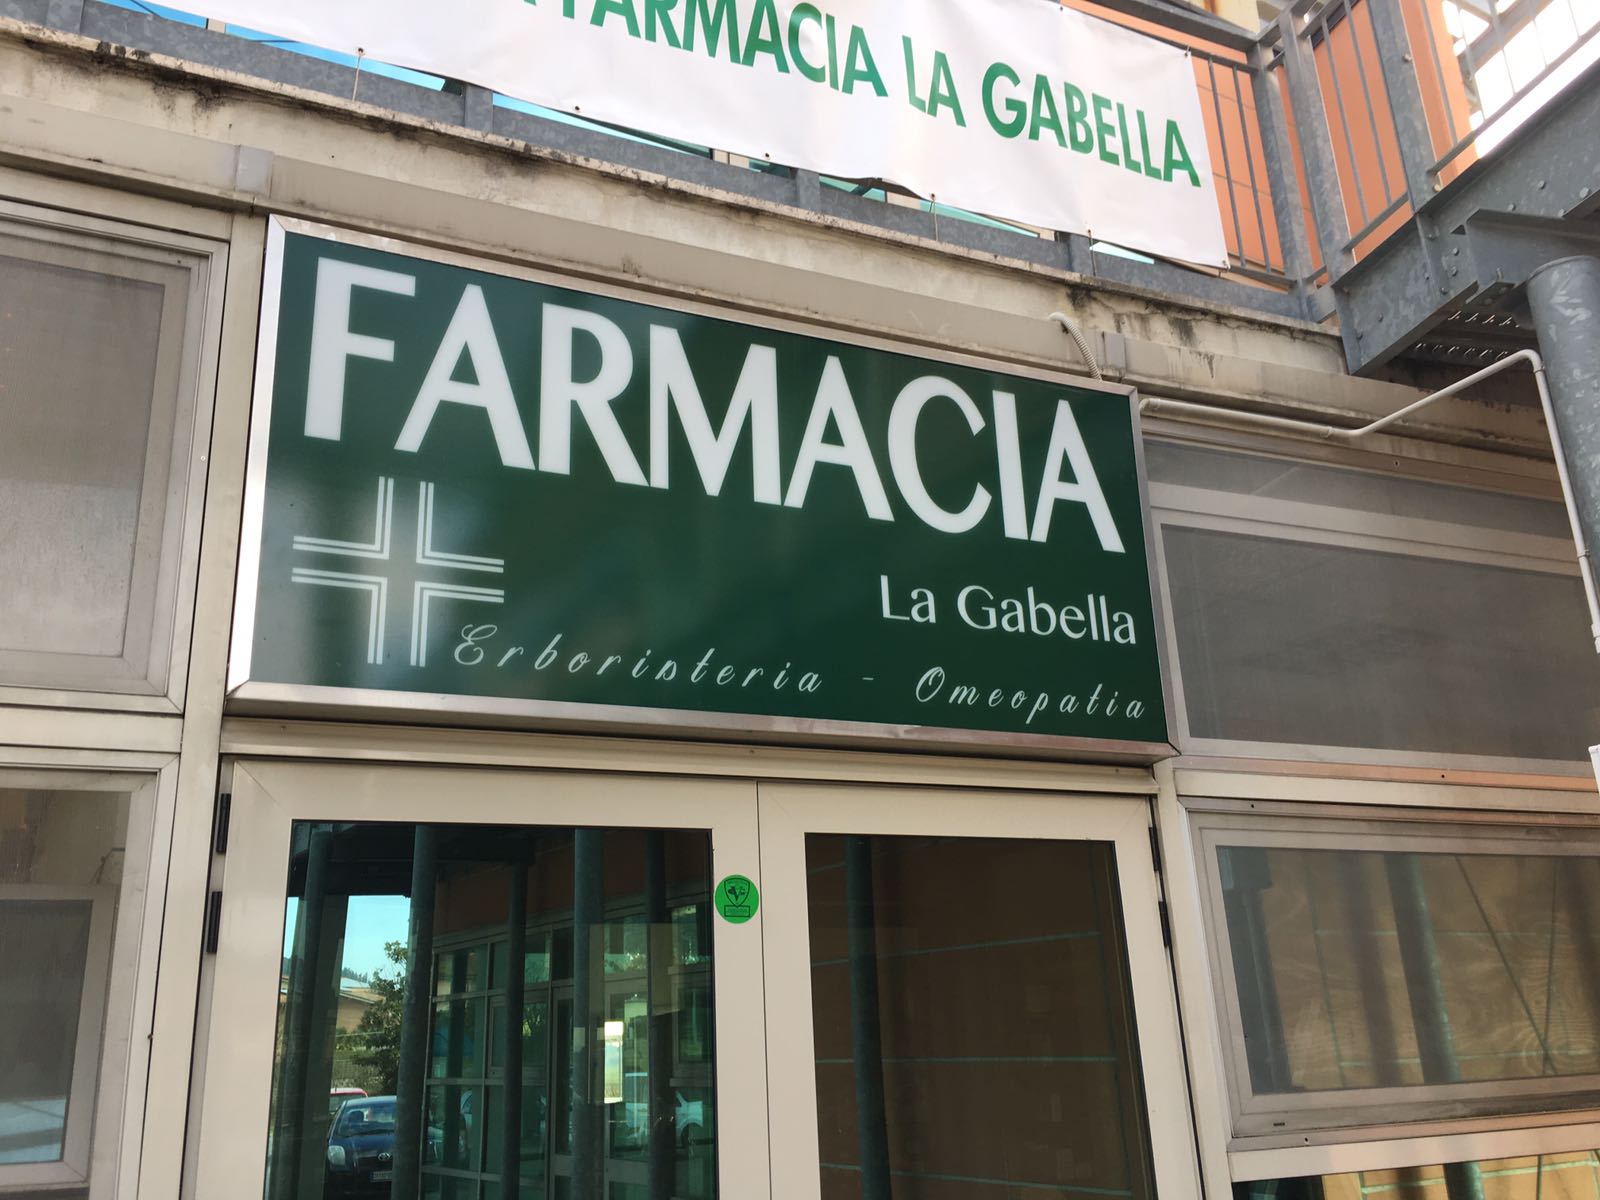 FARMACIA LA GABELLA
FARMACIA
La Gabella
Erboristeria - Omeopatia